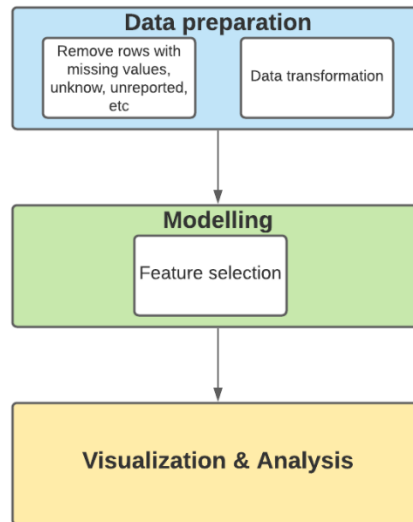 Data preparation
Remove rows with
missing values,
unknow, unreported,
etc
Data transformation
Modelling
Feature selection
Visualization & Analysis